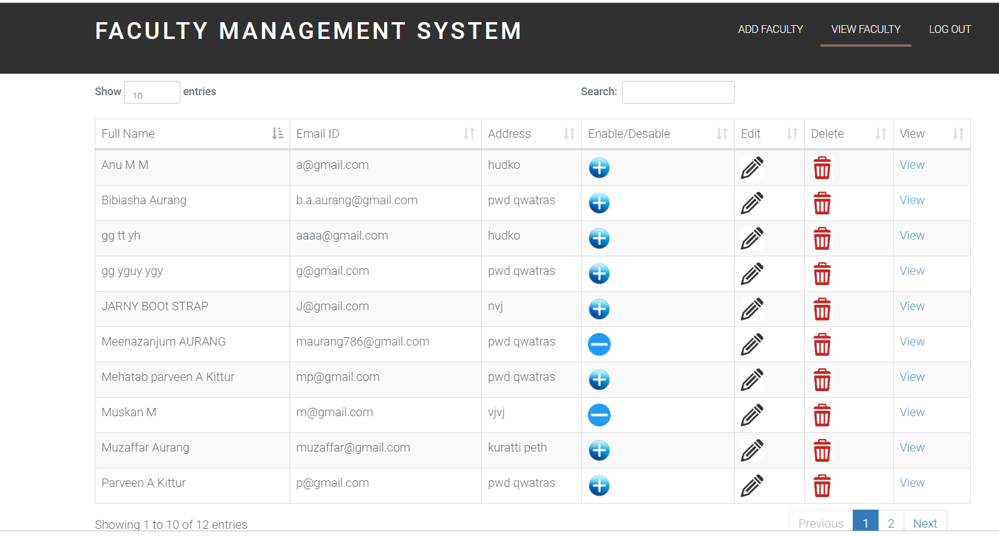 FACULTY MANAGEMENT SYSTEM ADD FACULTY VIEW FACULTY LOG OUT
Show 10 entries Search:
Full Name Email ID Address Enable/Desable Edit Delete View
Anu M M a@gmail.com hudko View
Bibiasha Aurang b.a.aurang@gmail.com pwd qwatras View
gg tt yh aaaa@gmail.com hudko View
gg yguy ygy g@gmail.com pwd qwatras View
JARNY BOOt STRAP J@gmail.com nvj View
Meenazanjum AURANG maurang786@gmail.com pwd qwatras View
Mehatab parveen A Kittur mp@gmail.com pwd qwatras View
Muskan M m@gmail.com vjvj View
Muzaffar Aurang muzaffar@gmail.com kuratti peth View
Parveen A Kittur p@gmail.com pwd qwatras View
Showing 1 to 10 of 12 entries Previous 1 2 Next